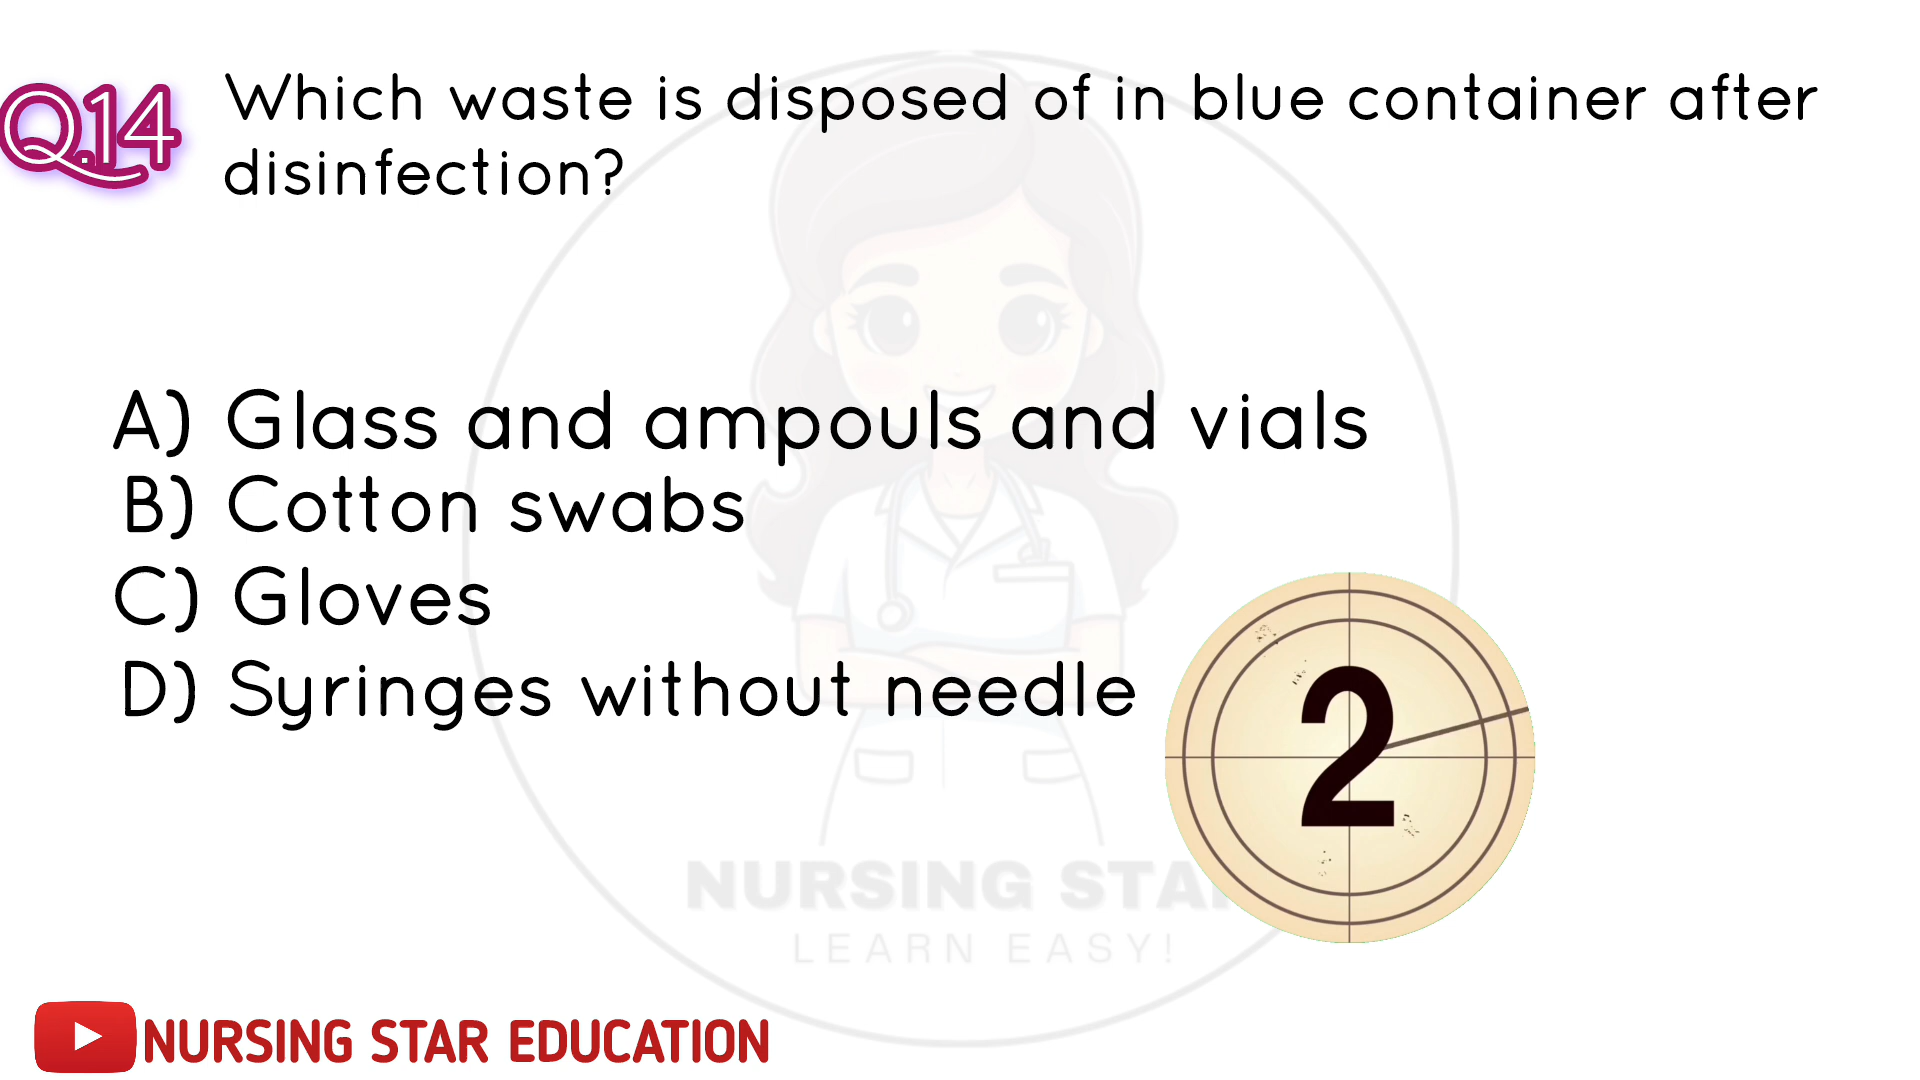 Q.14
Which waste is disposed of in blue container after
disinfection?
A) Glass and ampouls and vials
B) Cotton swabs
C) Gloves
D) Syringes without needle
2
NURSING STAR
LEARN EASY!
NURSING STAR EDUCATION